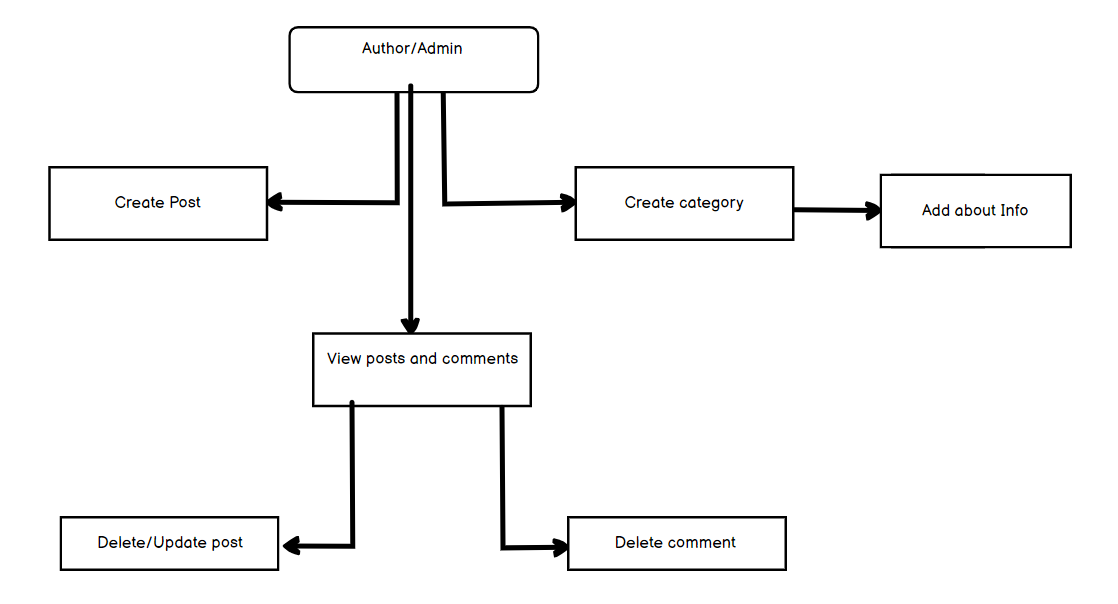 Author/Admin
Create Post
Create category
Add about Info
View posts and comments
Delete/Update post
Delete comment